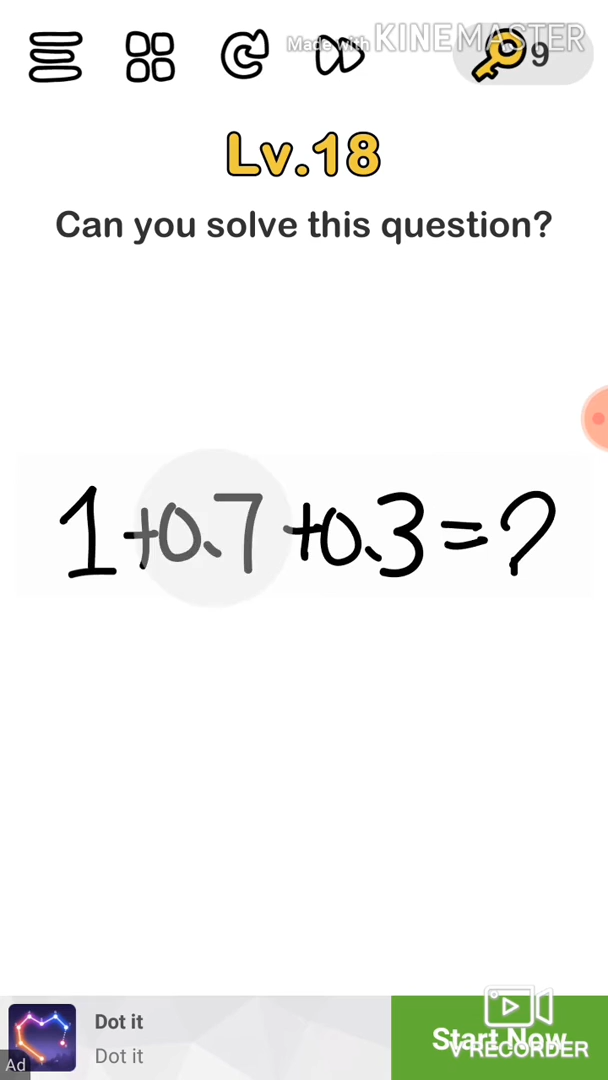 Made with KINEMASTER
9
Lv.18
Can you solve this question?
1+0.7+0.3=?
Dot it
Dot it
Ad
Start Now
VRECORDER